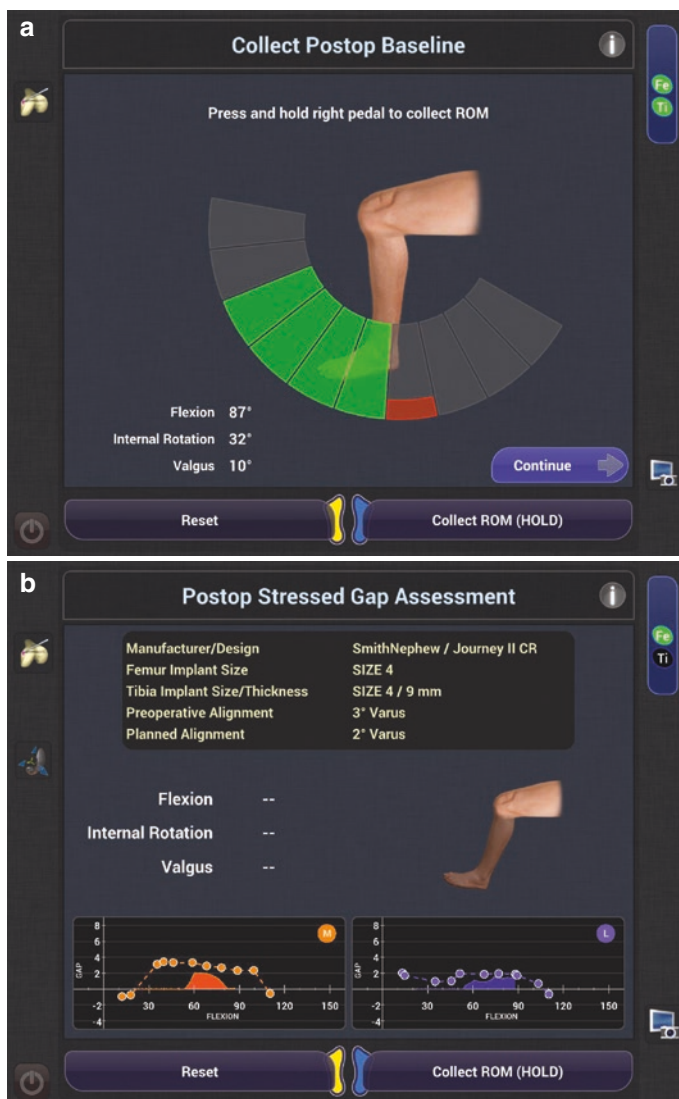 a
Collect Postop Baseline
i
Fe
Ti
Press and hold right pedal to collect ROM
Flexion 87°
Internal Rotation 32°
Valgus 10°
Continue
Reset
Collect ROM (HOLD)
b
Postop Stressed Gap Assessment
i
Fe
Ti
Manufacturer/Design SmithNephew / Journey II CR
Femur Implant Size SIZE 4
Tibia Implant Size/Thickness SIZE 4 / 9 mm
Preoperative Alignment 3° Varus
Planned Alignment 2° Varus
Flexion --
Internal Rotation --
Valgus --
M
8
6
4
2
-2
-4
GAP
30 60 90 120 150
FLEXION
L
8
6
4
2
-2
-4
GAP
30 60 90 120 150
FLEXION
Reset
Collect ROM (HOLD)